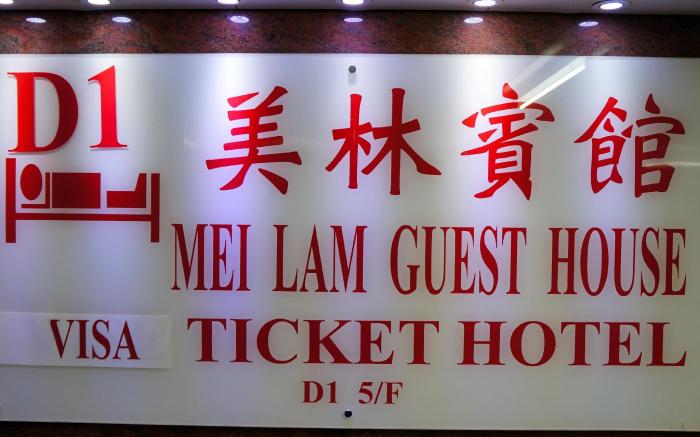 D1 美林賓館
MEI LAM GUEST HOUSE
VISA TICKET HOTEL
D1 5/F